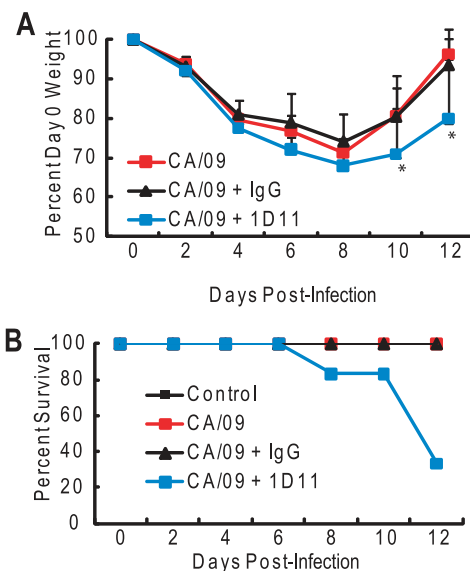 A
Percent Day 0 Weight
100
90
80
70
60
50
CA/09
CA/09 + IgG
CA/09 + 1D11
*
*
0 2 4 6 8 10 12
Days Post-Infection
B
Percent Survival
100
80
60
40
20
0
Control
CA/09
CA/09 + IgG
CA/09 + 1D11
0 2 4 6 8 10 12
Days Post-Infection